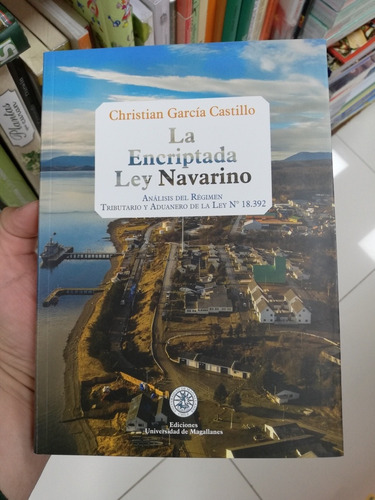 Christian García Castillo
La
Encriptada
Ley Navarino
Análisis del Régimen
Tributario y Aduanero de la Ley N° 18.392
Ediciones
Universidad de Magallanes
Plantas